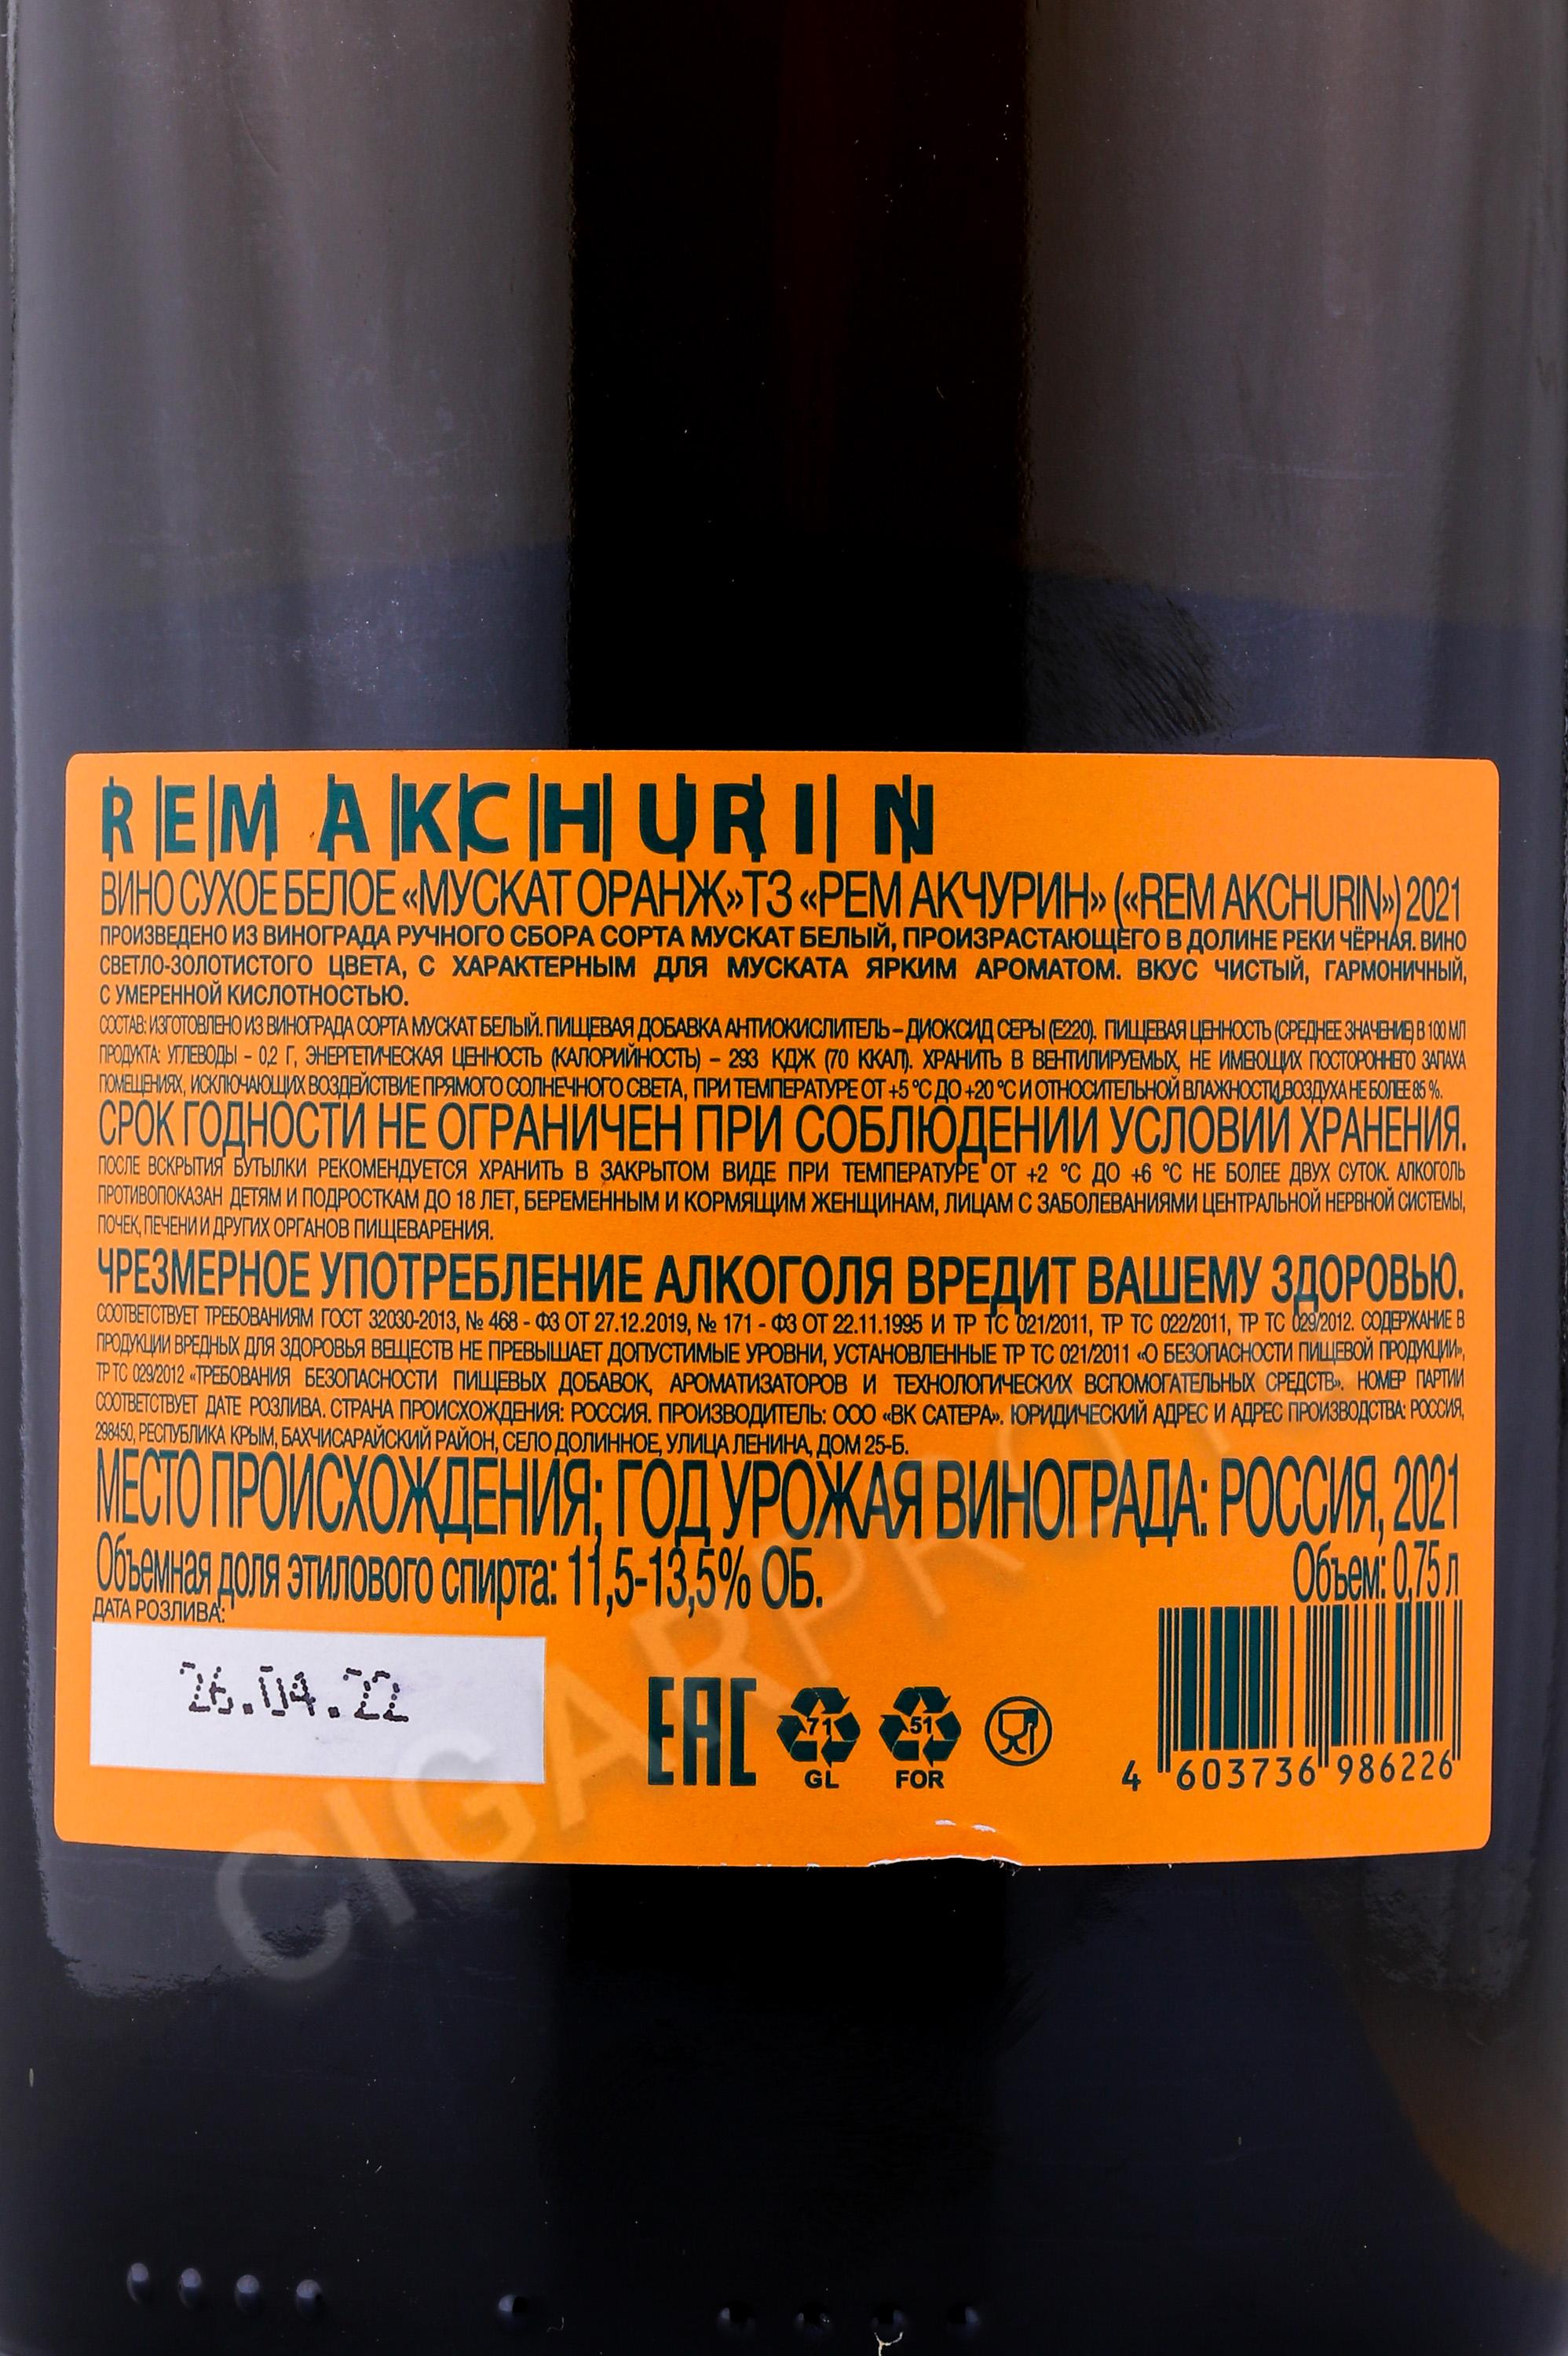 REM AKCHURIN
ВИНО СУХОЕ БЕЛОЕ «МУСКАТ ОРАНЖ» ТЗ «РЕМ АКЧУРИН» («REM AKCHURIN») 2021
ПРОИЗВЕДЕНО ИЗ ВИНОГРАДА РУЧНОГО СБОРА СОРТА МУСКАТ БЕЛЫЙ, ПРОИЗРАСТАЮЩЕГО В ДОЛИНЕ РЕКИ ЧЁРНАЯ. ВИНО
СВЕТЛО-ЗОЛОТИСТОГО ЦВЕТА, С ХАРАКТЕРНЫМ ДЛЯ МУСКАТА ЯРКИМ АРОМАТОМ. ВКУС ЧИСТЫЙ, ГАРМОНИЧНЫЙ,
С УМЕРЕННОЙ КИСЛОТНОСТЬЮ.
СОСТАВ: ИЗГОТОВЛЕНО ИЗ ВИНОГРАДА СОРТА МУСКАТ БЕЛЫЙ. ПИЩЕВАЯ ДОБАВКА АНТИОКИСЛИТЕЛЬ – ДИОКСИД СЕРЫ (Е220). ПИЩЕВАЯ ЦЕННОСТЬ (СРЕДНЕЕ ЗНАЧЕНИЕ) В 100 МЛ
ПРОДУКТА: УГЛЕВОДЫ – 0,2 Г, ЭНЕРГЕТИЧЕСКАЯ ЦЕННОСТЬ (КАЛОРИЙНОСТЬ) – 293 КДЖ (70 ККАЛ). ХРАНИТЬ В ВЕНТИЛИРУЕМЫХ, НЕ ИМЕЮЩИХ ПОСТОРОННЕГО ЗАПАХА
ПОМЕЩЕНИЯХ, ИСКЛЮЧАЮЩИХ ВОЗДЕЙСТВИЕ ПРЯМОГО СОЛНЕЧНОГО СВЕТА, ПРИ ТЕМПЕРАТУРЕ ОТ +5 °С ДО +20 °С И ОТНОСИТЕЛЬНОЙ ВЛАЖНОСТИ ВОЗДУХА НЕ БОЛЕЕ 85 %.
СРОК ГОДНОСТИ НЕ ОГРАНИЧЕН ПРИ СОБЛЮДЕНИИ УСЛОВИЙ ХРАНЕНИЯ.
ПОСЛЕ ВСКРЫТИЯ БУТЫЛКИ РЕКОМЕНДУЕТСЯ ХРАНИТЬ В ЗАКРЫТОМ ВИДЕ ПРИ ТЕМПЕРАТУРЕ ОТ +2 °С ДО +6 °С НЕ БОЛЕЕ ДВУХ СУТОК. АЛКОГОЛЬ
ПРОТИВОПОКАЗАН ДЕТЯМ И ПОДРОСТКАМ ДО 18 ЛЕТ, БЕРЕМЕННЫМ И КОРМЯЩИМ ЖЕНЩИНАМ, ЛИЦАМ С ЗАБОЛЕВАНИЯМИ ЦЕНТРАЛЬНОЙ НЕРВНОЙ СИСТЕМЫ,
ПОЧЕК, ПЕЧЕНИ И ДРУГИХ ОРГАНОВ ПИЩЕВАРЕНИЯ.
ЧРЕЗМЕРНОЕ УПОТРЕБЛЕНИЕ АЛКОГОЛЯ ВРЕДИТ ВАШЕМУ ЗДОРОВЬЮ.
СООТВЕТСТВУЕТ ТРЕБОВАНИЯМ ГОСТ 32030-2013, № 468 - ФЗ ОТ 27.12.2019, № 171 - ФЗ ОТ 22.11.1995 И ТР ТС 021/2011, ТР ТС 022/2011, ТР ТС 029/2012. СОДЕРЖАНИЕ В
ПРОДУКЦИИ ВРЕДНЫХ ДЛЯ ЗДОРОВЬЯ ВЕЩЕСТВ НЕ ПРЕВЫШАЕТ ДОПУСТИМЫЕ УРОВНИ, УСТАНОВЛЕННЫЕ ТР ТС 021/2011 «О БЕЗОПАСНОСТИ ПИЩЕВОЙ ПРОДУКЦИИ»,
ТР ТС 029/2012 «ТРЕБОВАНИЯ БЕЗОПАСНОСТИ ПИЩЕВЫХ ДОБАВОК, АРОМАТИЗАТОРОВ И ТЕХНОЛОГИЧЕСКИХ ВСПОМОГАТЕЛЬНЫХ СРЕДСТВ». НОМЕР ПАРТИИ
СООТВЕТСТВУЕТ ДАТЕ РОЗЛИВА. СТРАНА ПРОИСХОЖДЕНИЯ: РОССИЯ. ПРОИЗВОДИТЕЛЬ: ООО «ВК САТЕРА». ЮРИДИЧЕСКИЙ АДРЕС И АДРЕС ПРОИЗВОДСТВА: РОССИЯ,
298450, РЕСПУБЛИКА КРЫМ, БАХЧИСАРАЙСКИЙ РАЙОН, СЕЛО ДОЛИННОЕ, УЛИЦА ЛЕНИНА, ДОМ 25-Б.
МЕСТО ПРОИСХОЖДЕНИЯ; ГОД УРОЖАЯ ВИНОГРАДА: РОССИЯ, 2021
Объемная доля этилового спирта: 11,5-13,5% ОБ.
Объем: 0,75 л
ДАТА РОЗЛИВА:
26.04.22
EAC
71
GL
51
FOR
4 603736 986226